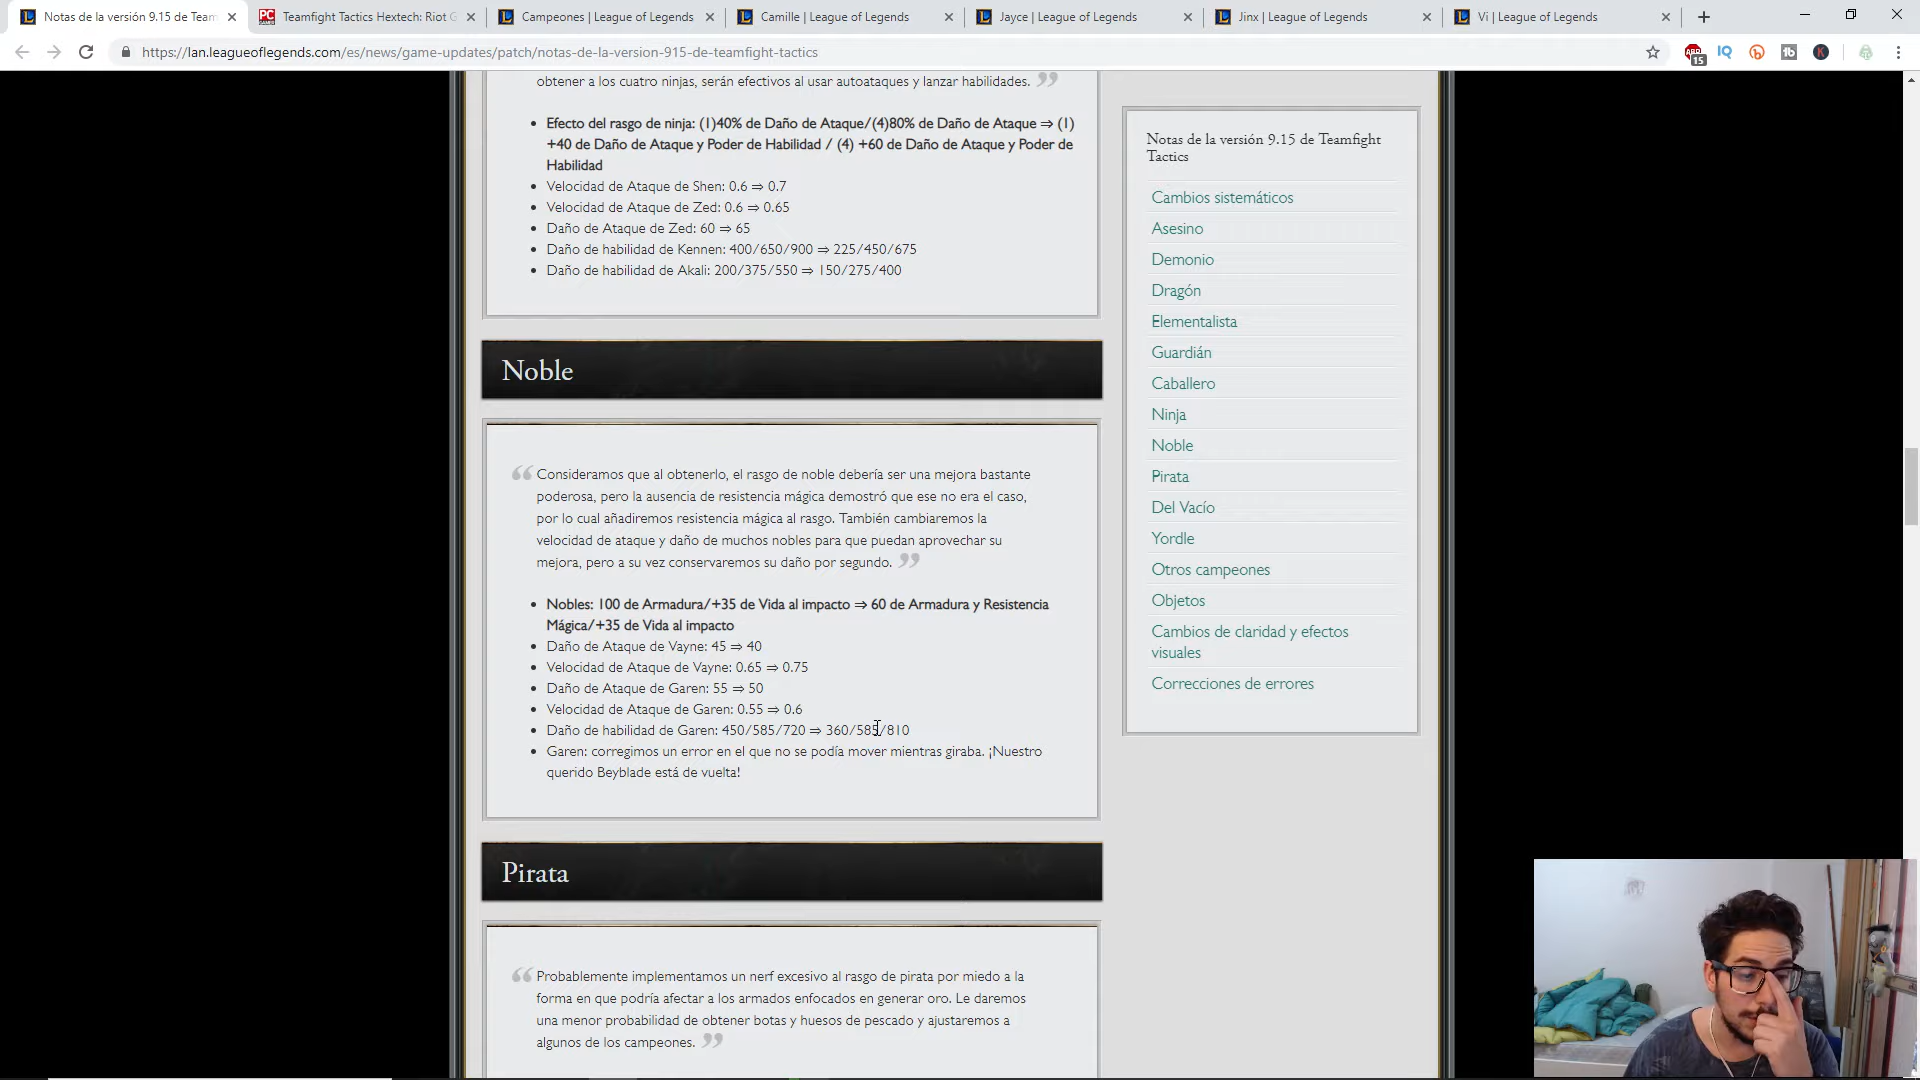 Notas de la versión 9.15 de Team
Teamfight Tactics Hextech: Riot G
Campeones | League of Legends
Camille | League of Legends
Jayce | League of Legends
Jinx | League of Legends
Vi | League of Legends
https://lan.leagueoflegends.com/es/news/game-updates/patch/notas-de-la-version-915-de-teamfight-tactics
obtener a los cuatro ninjas, serán efectivos al usar autoataques y lanzar habilidades.
Efecto del rasgo de ninja: (1)40% de Daño de Ataque/(4)80% de Daño de Ataque ⇒ (1)
+40 de Daño de Ataque y Poder de Habilidad / (4) +60 de Daño de Ataque y Poder de
Habilidad
Velocidad de Ataque de Shen: 0.6 ⇒ 0.7
Velocidad de Ataque de Zed: 0.6 ⇒ 0.65
Daño de Ataque de Zed: 60 ⇒ 65
Daño de habilidad de Kennen: 400/650/900 ⇒ 225/450/675
Daño de habilidad de Akali: 200/375/550 ⇒ 150/275/400
Noble
Consideramos que al obtenerlo, el rasgo de noble debería ser una mejora bastante
poderosa, pero la ausencia de resistencia mágica demostró que ese no era el caso,
por lo cual añadiremos resistencia mágica al rasgo. También cambiaremos la
velocidad de ataque y daño de muchos nobles para que puedan aprovechar su
mejora, pero a su vez conservaremos su daño por segundo.
Nobles: 100 de Armadura/+35 de Vida al impacto ⇒ 60 de Armadura y Resistencia
Mágica/+35 de Vida al impacto
Daño de Ataque de Vayne: 45 ⇒ 40
Velocidad de Ataque de Vayne: 0.65 ⇒ 0.75
Daño de Ataque de Garen: 55 ⇒ 50
Velocidad de Ataque de Garen: 0.55 ⇒ 0.6
Daño de habilidad de Garen: 450/585/720 ⇒ 360/585/810
Garen: corregimos un error en el que no se podía mover mientras giraba. ¡Nuestro
querido Beyblade está de vuelta!
Pirata
Probablemente implementamos un nerf excesivo al rasgo de pirata por miedo a la
forma en que podría afectar a los armados enfocados en generar oro. Le daremos
una menor probabilidad de obtener botas y huesos de pescado y ajustaremos a
algunos de los campeones.
Notas de la versión 9.15 de Teamfight
Tactics
Cambios sistemáticos
Asesino
Demonio
Dragón
Elementalista
Guardián
Caballero
Ninja
Noble
Pirata
Del Vacío
Yordle
Otros campeones
Objetos
Cambios de claridad y efectos
visuales
Correcciones de errores